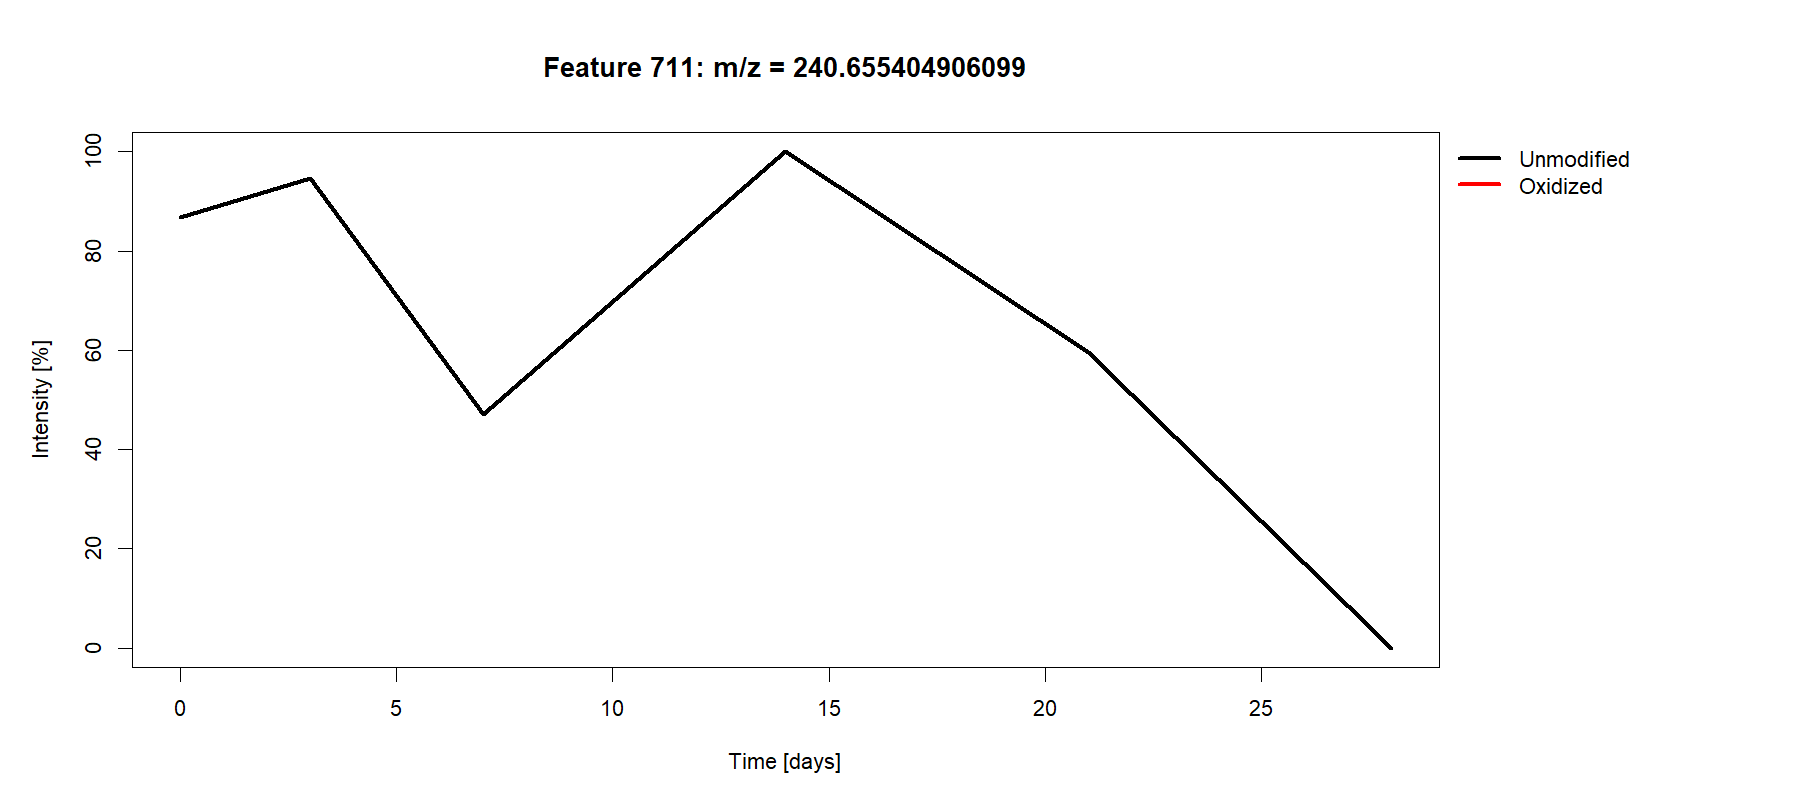 Feature 711: m/z = 240.655404906099
Unmodified
Oxidized
Intensity [%]
100
80
60
40
20
0
0 5 10 15 20 25
Time [days]